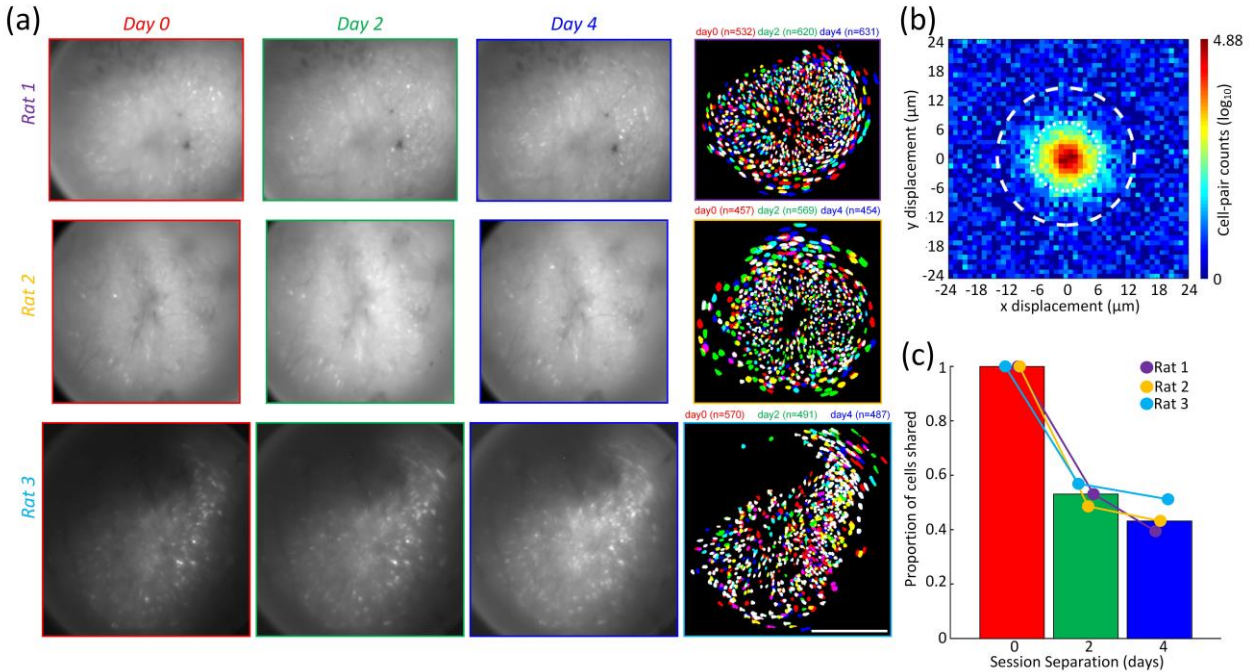 (a)
Day 0
Day 2
Day 4
Rat 1
day0 (n=532) day2 (n=620) day4 (n=631)
Rat 2
day0 (n=457) day2 (n=569) day4 (n=454)
Rat 3
day0 (n=570) day2 (n=491) day4 (n=487)
(b)
24
18
12
6
0
-6
-12
-18
-24
y displacement (µm)
-24 -18 -12 -6 0 6 12 18 24
x displacement (µm)
4.88
0
Cell-pair counts (log10)
(c)
1
0.8
0.6
0.4
0.2
0
Proportion of cells shared
Rat 1
Rat 2
Rat 3
0 2 4
Session Separation (days)